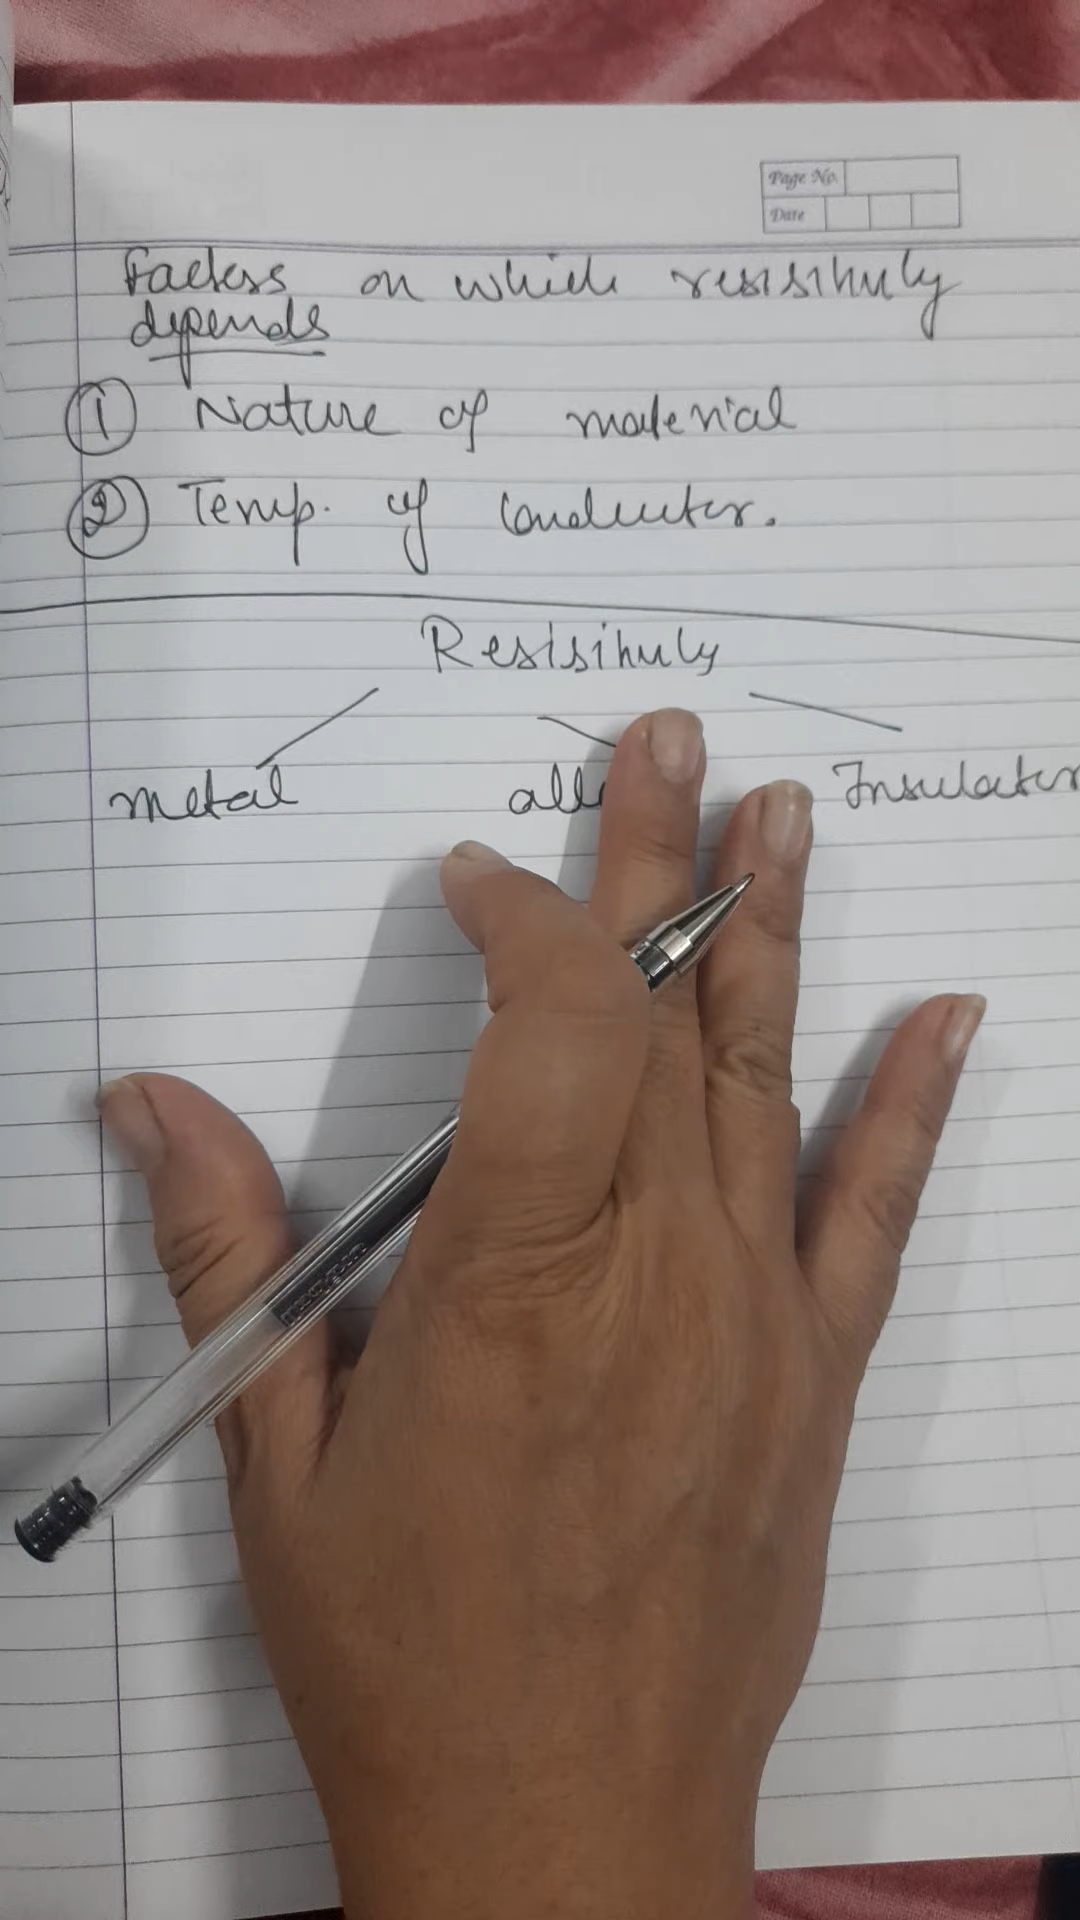 Page No.
Date
Factors on which resistivity
depends
① Nature of material
② Temp. of conductor.
Resistivity
metal all Insulator